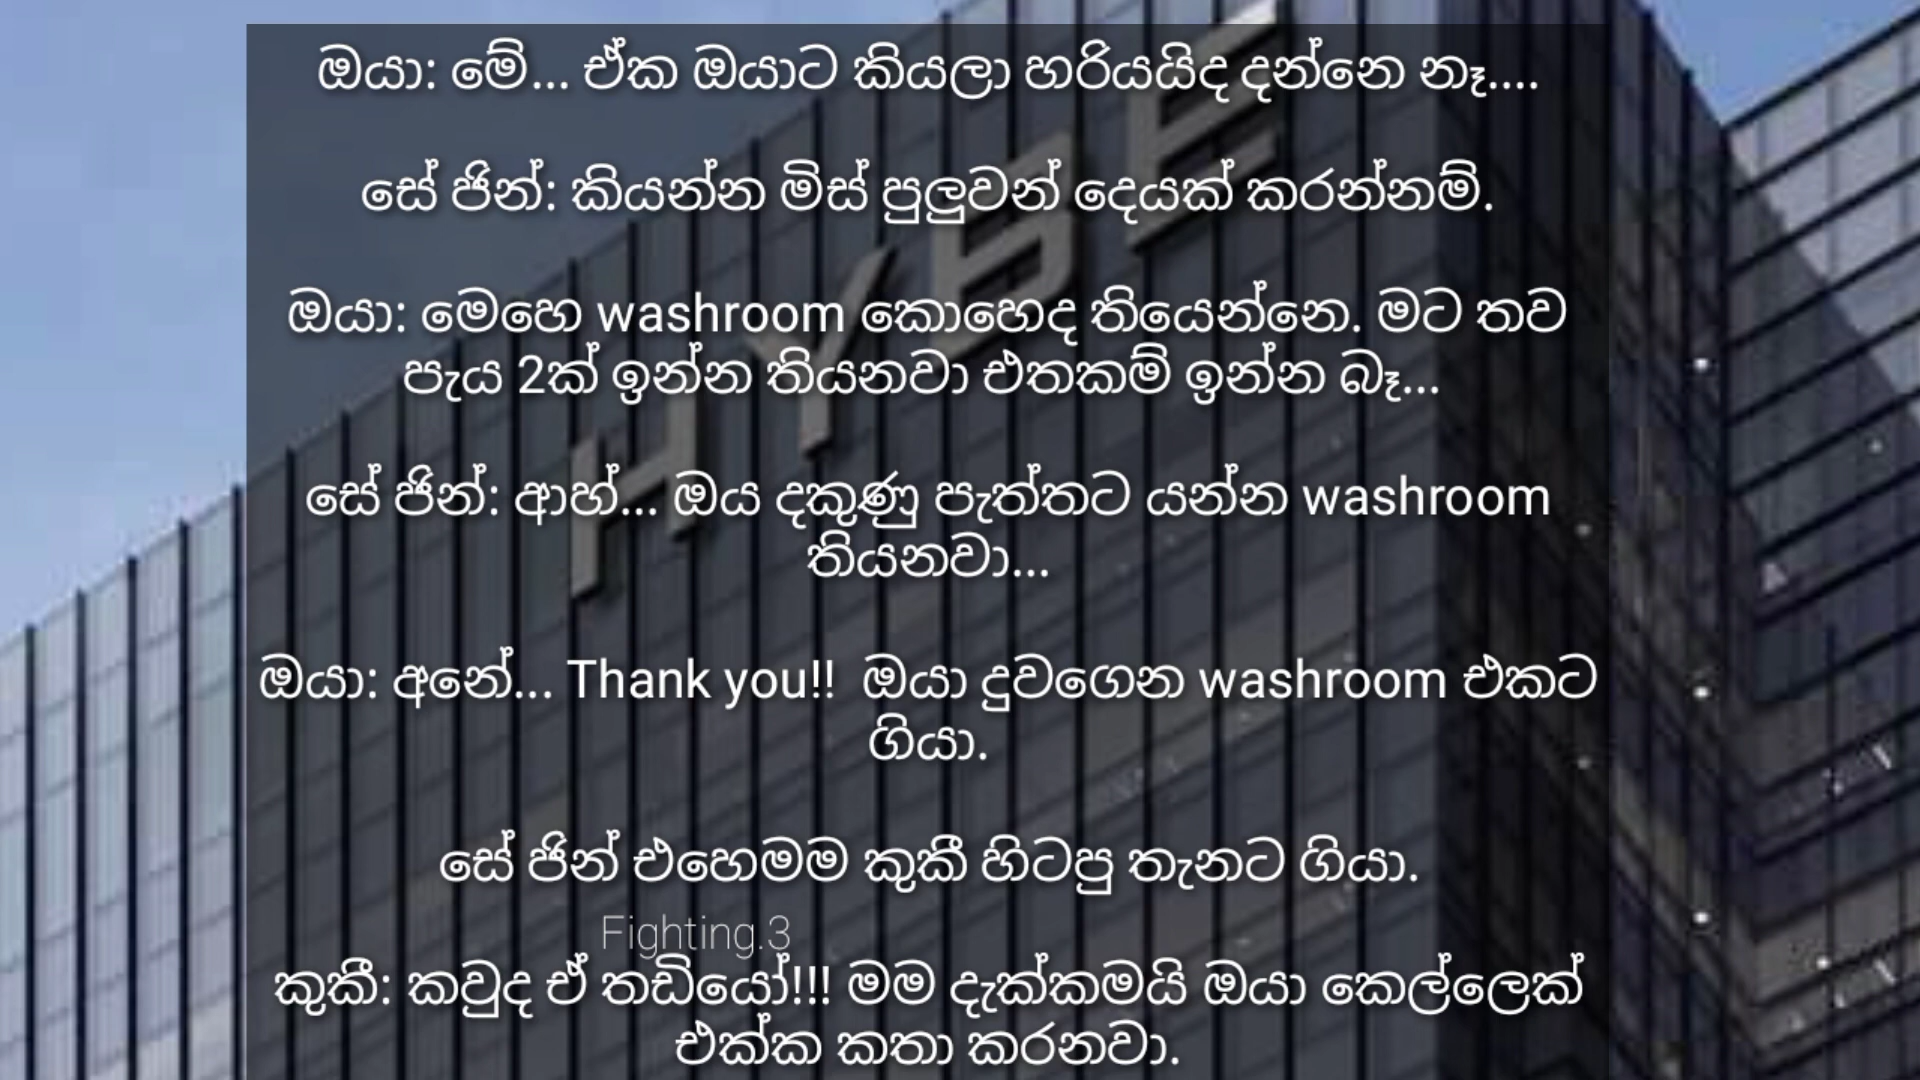 ඔයා: මේ... ඒක ඔයාට කියලා හරියයිද දන්නෙ නෑ....
සේ ජින්: කියන්න මිස් පුලුවන් දෙයක් කරන්නම්.
ඔයා: මෙහෙ washroom කොහෙද තියෙන්නෙ. මට තව
පැය 2ක් ඉන්න තියනවා එතකම් ඉන්න බෑ...
සේ ජින්: ආහ්... ඔය දකුණු පැත්තට යන්න washroom
තියනවා...
ඔයා: අනේ... Thank you!! ඔයා දුවගෙන washroom එකට
ගියා.
සේ ජින් එහෙමම කුකී හිටපු තැනට ගියා.
Fighting.3
කුකී: කවුද ඒ තඩියෝ!!! මම දැක්කමයි ඔයා කෙල්ලෙක්
එක්ක කතා කරනවා.
HYBE